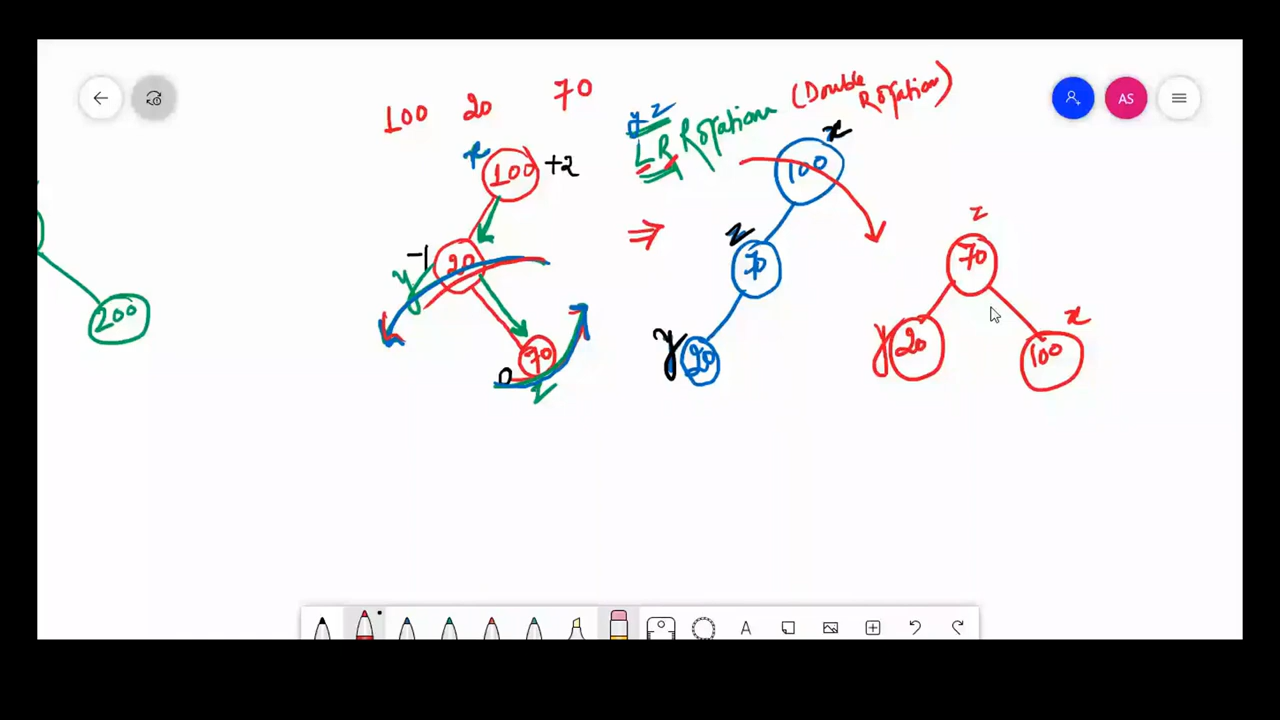 100 20 70
(Double
Rotation)
y z
LR Rotation
AS
x
100 +2
x
100
-1
20
y
z
70
z
70
200
70
0
z
y
20
y
20
x
100
A